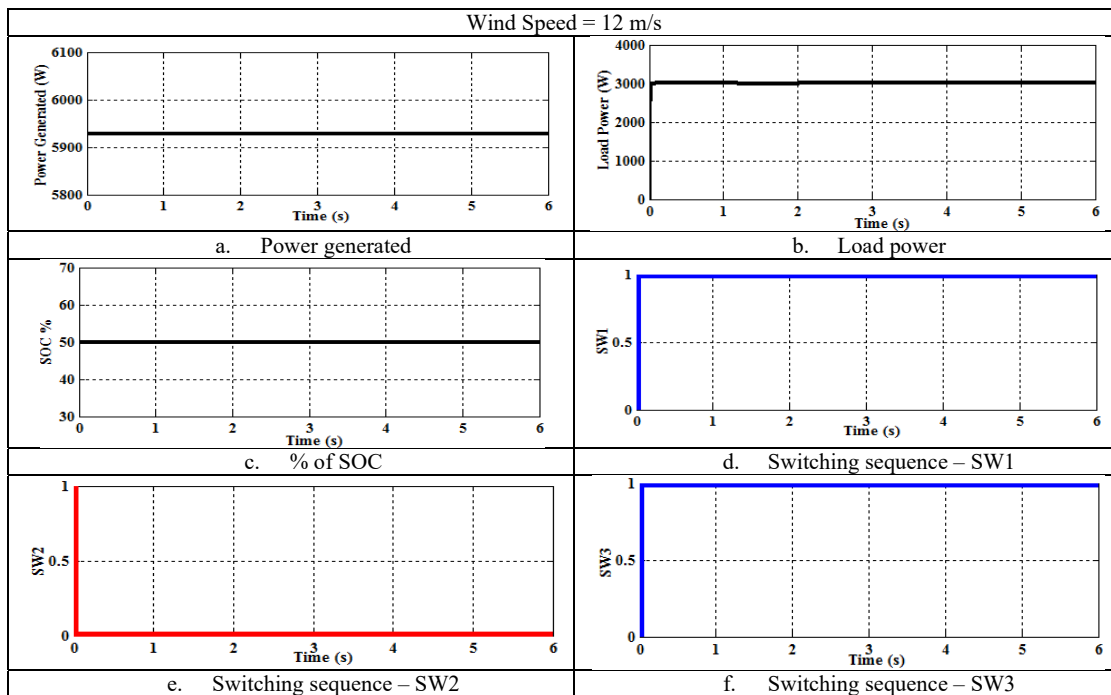 Wind Speed = 12 m/s
6100
6000
5900
5800
Power Generated (W)
0 1 2 3 4 5 6
Time (s)
4000
3000
2000
1000
0
Load Power (W)
0 1 2 3 4 5 6
Time (s)
a. Power generated
b. Load power
70
60
50
40
30
SOC %
0 1 2 3 4 5 6
Time (s)
1
0.5
0
SW1
0 1 2 3 4 5 6
Time (s)
c. % of SOC
d. Switching sequence – SW1
1
0.5
0
SW2
0 1 2 3 4 5 6
Time (s)
1
0.5
0
SW3
0 1 2 3 4 5 6
Time (s)
e. Switching sequence – SW2
f. Switching sequence – SW3